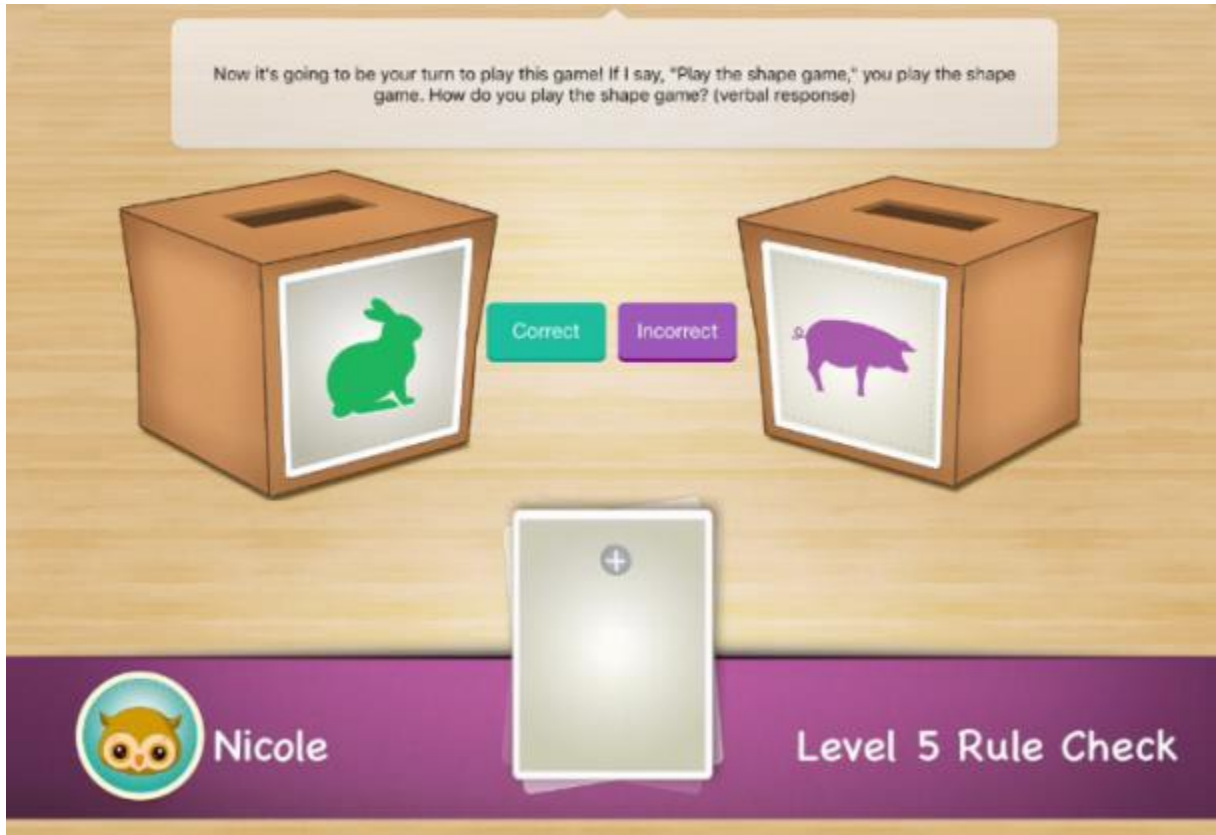 Now it's going to be your turn to play this game! If I say, "Play the shape game," you play the shape
game. How do you play the shape game? (verbal response)
Correct
Incorrect
Nicole
Level 5 Rule Check